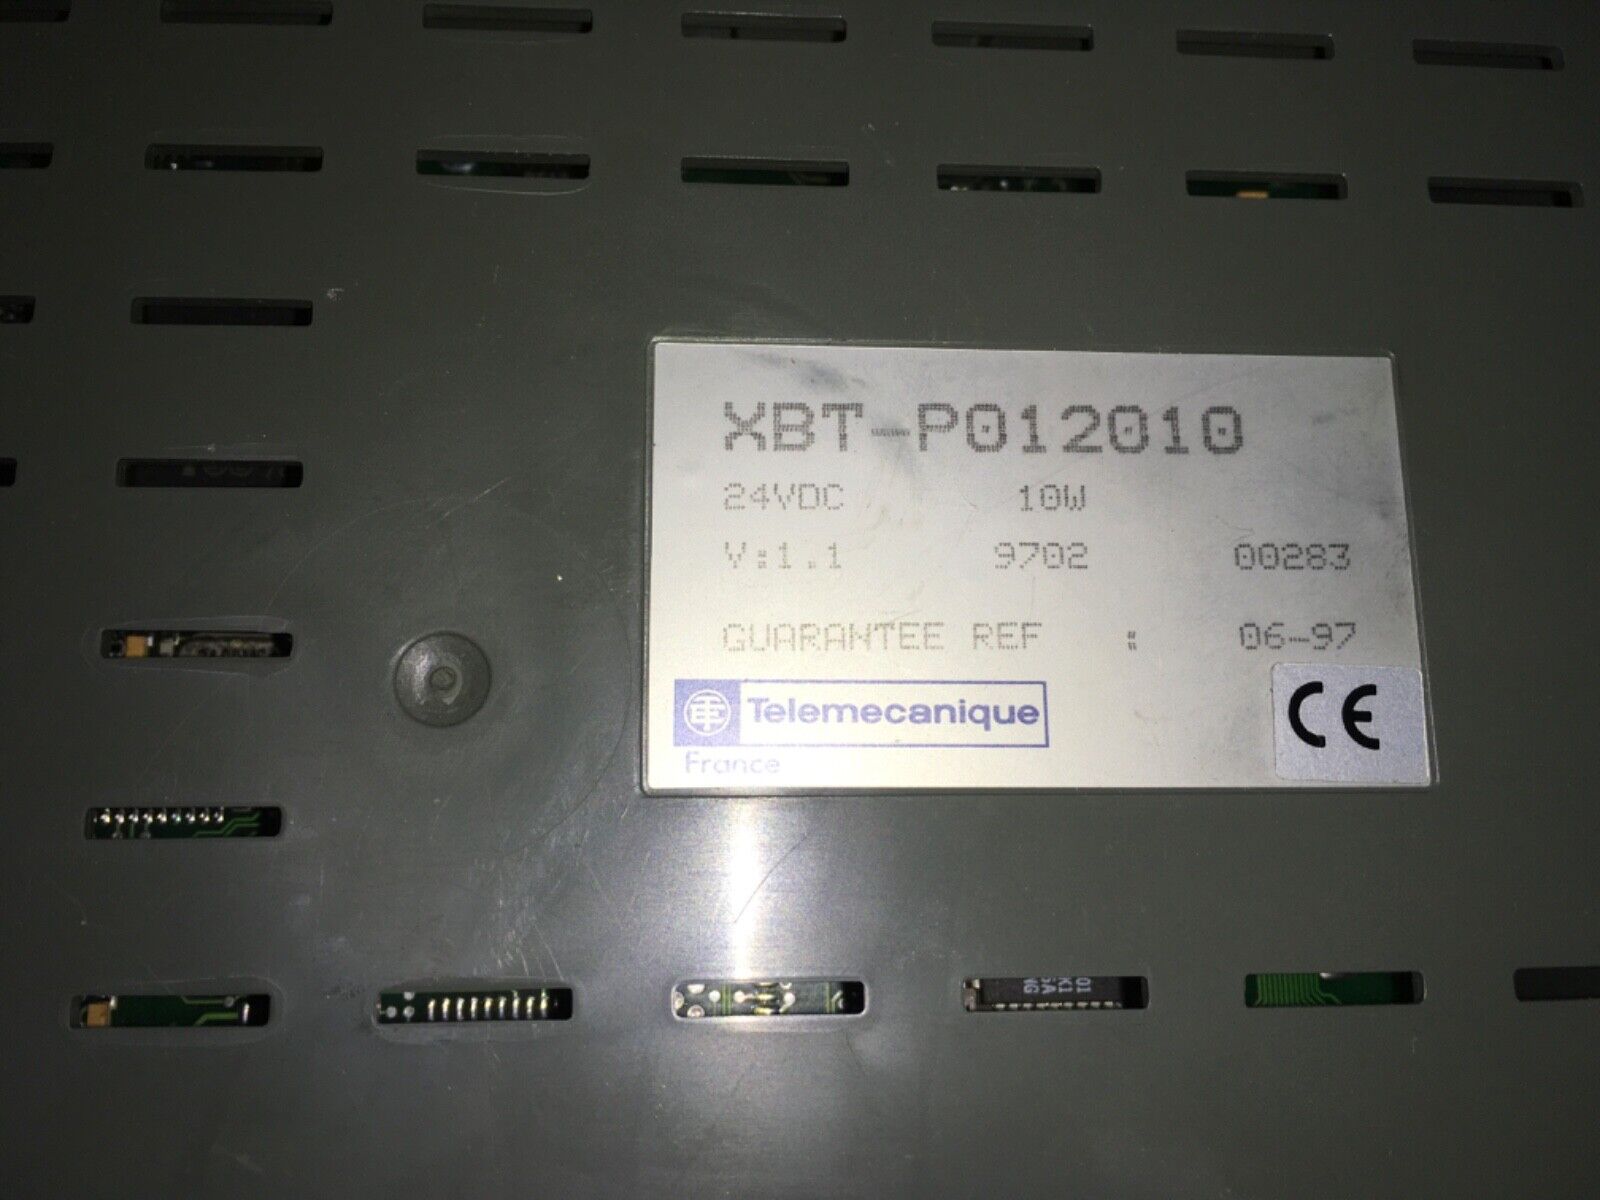 XBT-P012010
24VDC 10W
V:1.1 9702 00283
GUARANTEE REF : 06-97
Telemecanique
France
CE